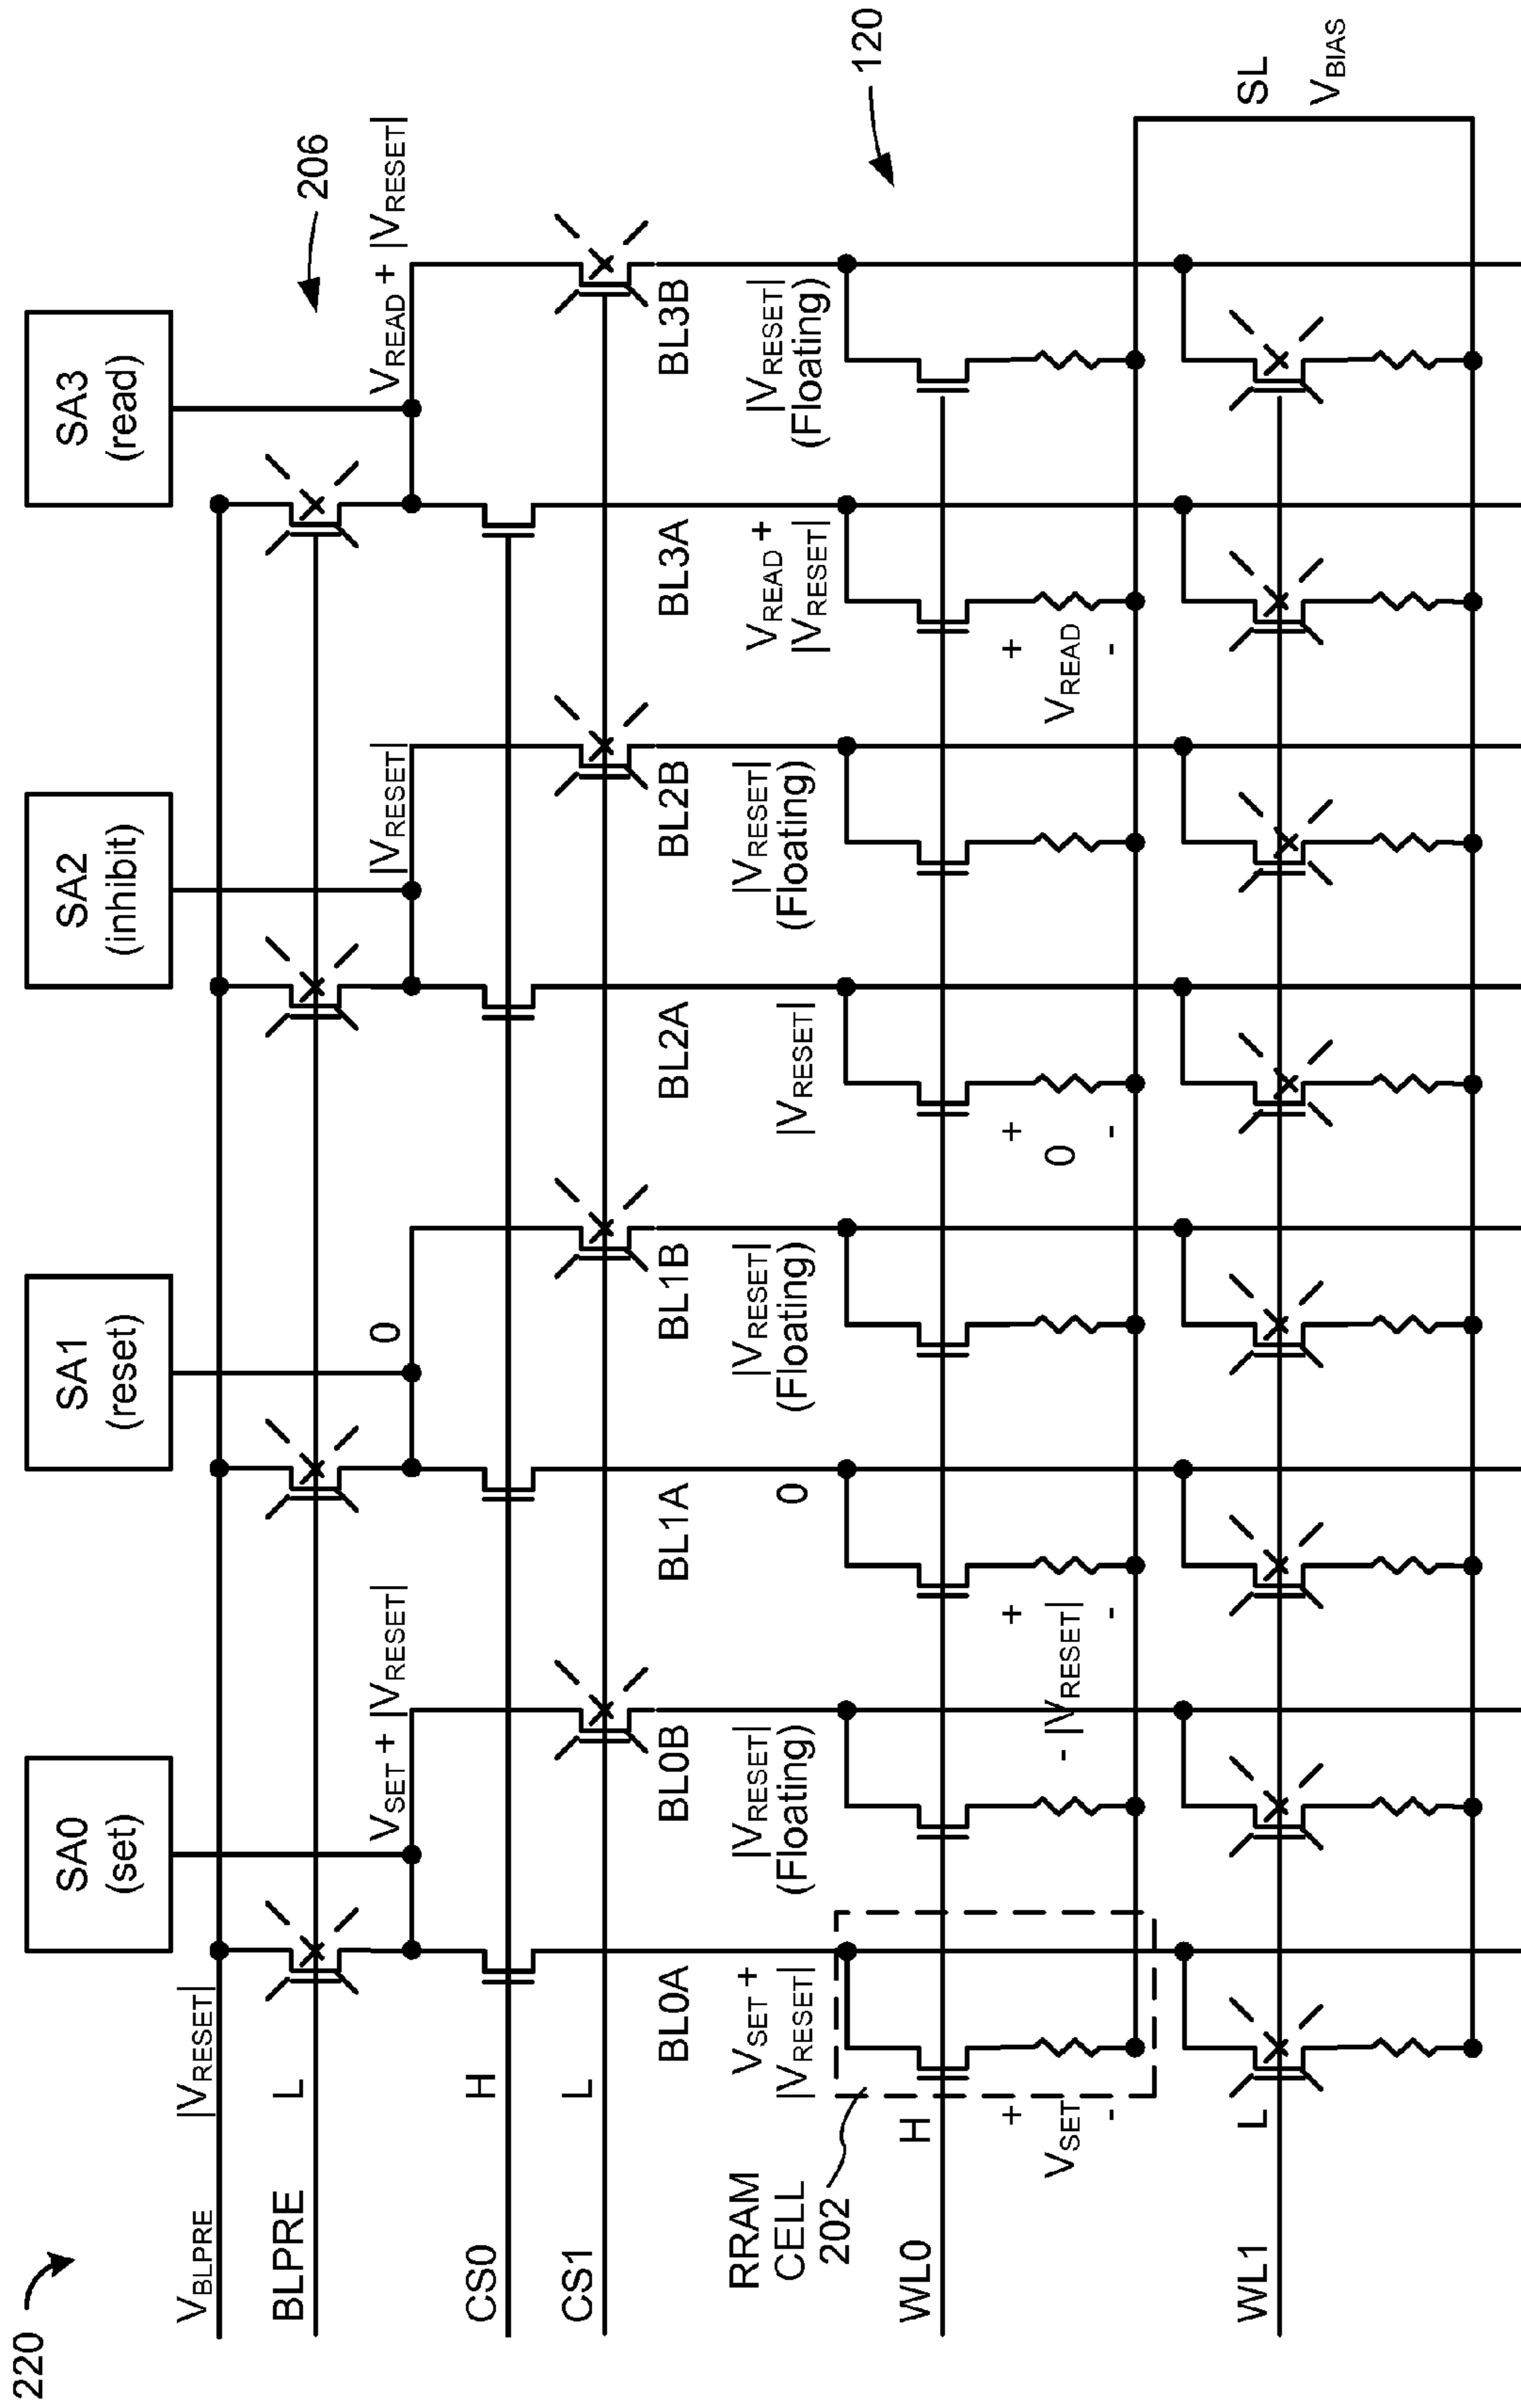 220
SA0
(set)
SA1
(reset)
SA2
(inhibit)
SA3
(read)
V_BLPRE
|V_RESET|
BLPRE
L
206
V_SET + |V_RESET|
0
|V_RESET|
V_READ + |V_RESET|
CS0
H
CS1
L
BL0A
BL0B
BL1A
BL1B
BL2A
BL2B
BL3A
BL3B
RRAM
CELL
202
V_SET +
|V_RESET|
|V_RESET|
(Floating)
0
|V_RESET|
(Floating)
|V_RESET|
|V_RESET|
(Floating)
V_READ +
|V_RESET|
|V_RESET|
(Floating)
120
WL0
H
+
V_SET
-
+
- |V_RESET|
-
+
0
-
+
V_READ
-
WL1
L
SL
V_BIAS